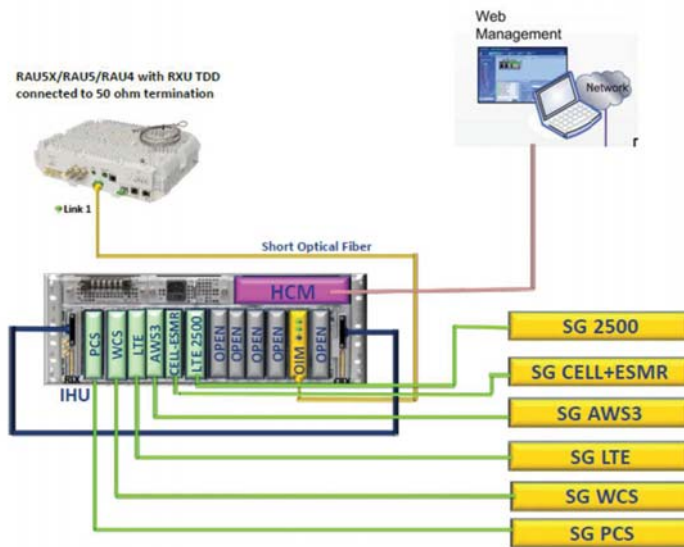 Web
Management
RAU5X/RAU5/RAU4 with RXU TDD
connected to 50 ohm termination
Network
r
Link 1
Short Optical Fiber
HCM
PCS
WCS
LTE
AWS3
CELL-ESMR
LTE 2500
OPEN
OPEN
OPEN
OPEN
OIM
OPEN
IHU
SG 2500
SG CELL+ESMR
SG AWS3
SG LTE
SG WCS
SG PCS